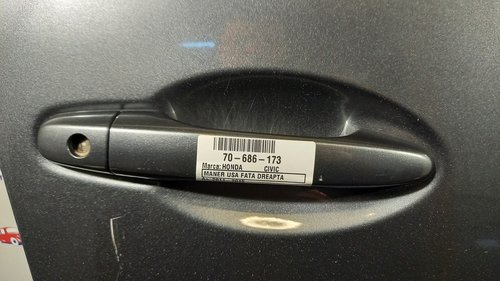 70-686-173
Marca: HONDA CIVIC
MANER USA FATA DREAPTA